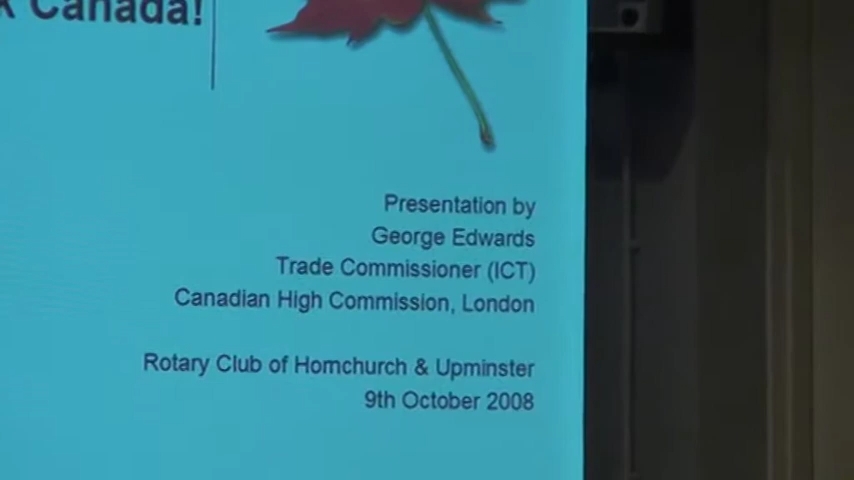 Canada!
Presentation by
George Edwards
Trade Commissioner (ICT)
Canadian High Commission, London
Rotary Club of Hornchurch & Upminster
9th October 2008